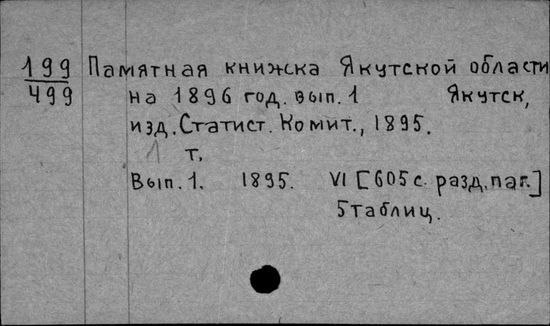 199 Памятная книжка Якутской области
499 на 1896 год. вып. 1 Якутск,
изд. Статист. Комит., 1895.
1 т.
Вып. 1. 1895. VI [605 с. разд. паг.]
5 таблиц.